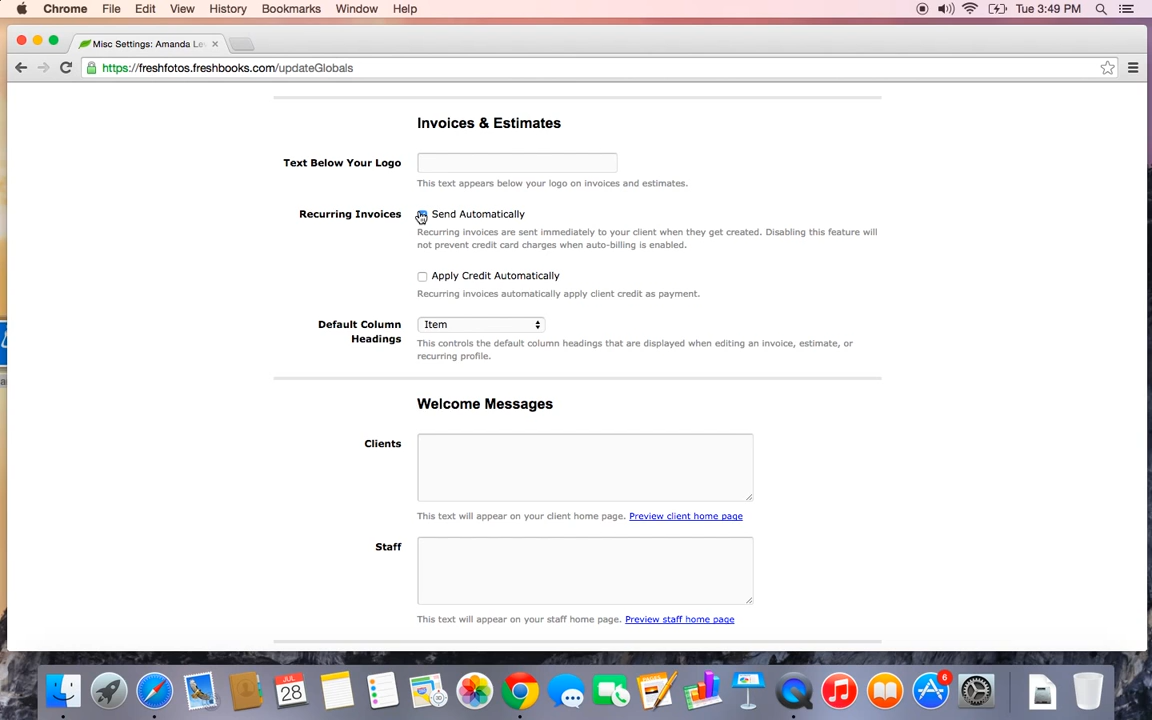 Chrome File Edit View History Bookmarks Window Help Tue 3:49 PM
Misc Settings: Amanda Le
https://freshfotos.freshbooks.com/updateGlobals
Invoices & Estimates
Text Below Your Logo
This text appears below your logo on invoices and estimates.
Recurring Invoices Send Automatically
Recurring invoices are sent immediately to your client when they get created. Disabling this feature will
not prevent credit card charges when auto-billing is enabled.
Apply Credit Automatically
Recurring invoices automatically apply client credit as payment.
Default Column Item
Headings
This controls the default column headings that are displayed when editing an invoice, estimate, or
recurring profile.
Welcome Messages
Clients
This text will appear on your client home page. Preview client home page
Staff
This text will appear on your staff home page. Preview staff home page
JUL
28
6